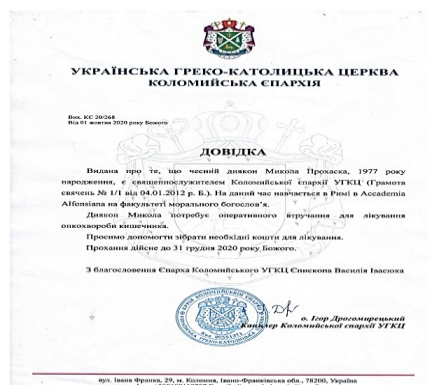 УКРАЇНСЬКА ГРЕКО-КАТОЛИЦЬКА ЦЕРКВА
КОЛОМИЙСЬКА ЄПАРХІЯ
Вих. КС 20/268
Від 01 жовтня 2020 року Божого
ДОВІДКА
Видана про те, що чесний диякон Микола Прохаска, 1977 року
народження, є священнослужителем Коломийської епархії УГКЦ (Грамота
свячень № 1/1 від 04.01.2012 р. Б.). На даний час навчається в Римі в Accademia
Alfonsiana на факультеті морального богослов'я.
Диякон Микола потребує оперативного втручання для лікування
онкохвороби кишечника.
Просимо допомогти зібрати необхідні кошти для лікування.
Прохання дійсне до 31 грудня 2020 року Божого.
З благословення Єпарха Коломийського УГКЦ Єпископа Василія Івасюка
о. Ігор Дрогомирецький
Канцлер Коломийської єпархії УГКЦ
вул. Івана Франка, 29, м. Коломия, Івано-Франківська обл., 78200, Україна